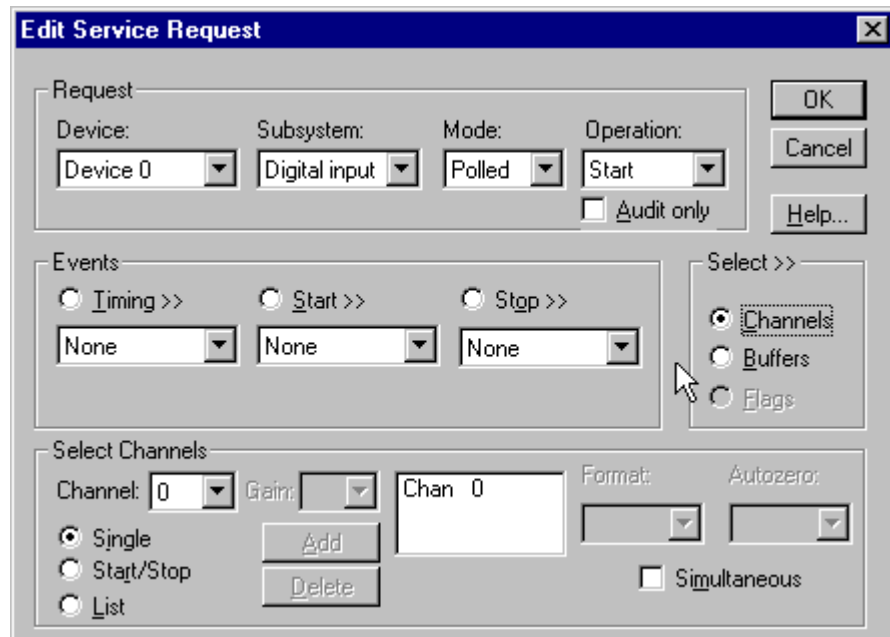 Edit Service Request
Request
Device: Subsystem: Mode: Operation:
Device 0 Digital input Polled Start
Audit only
OK
Cancel
Help...
Events
Timing >> Start >> Stop >>
None None None
Select >>
Channels
Buffers
Flags
Select Channels
Channel: 0 Gain: Chan 0 Format: Autozero:
Single Add
Start/Stop Delete Simultaneous
List